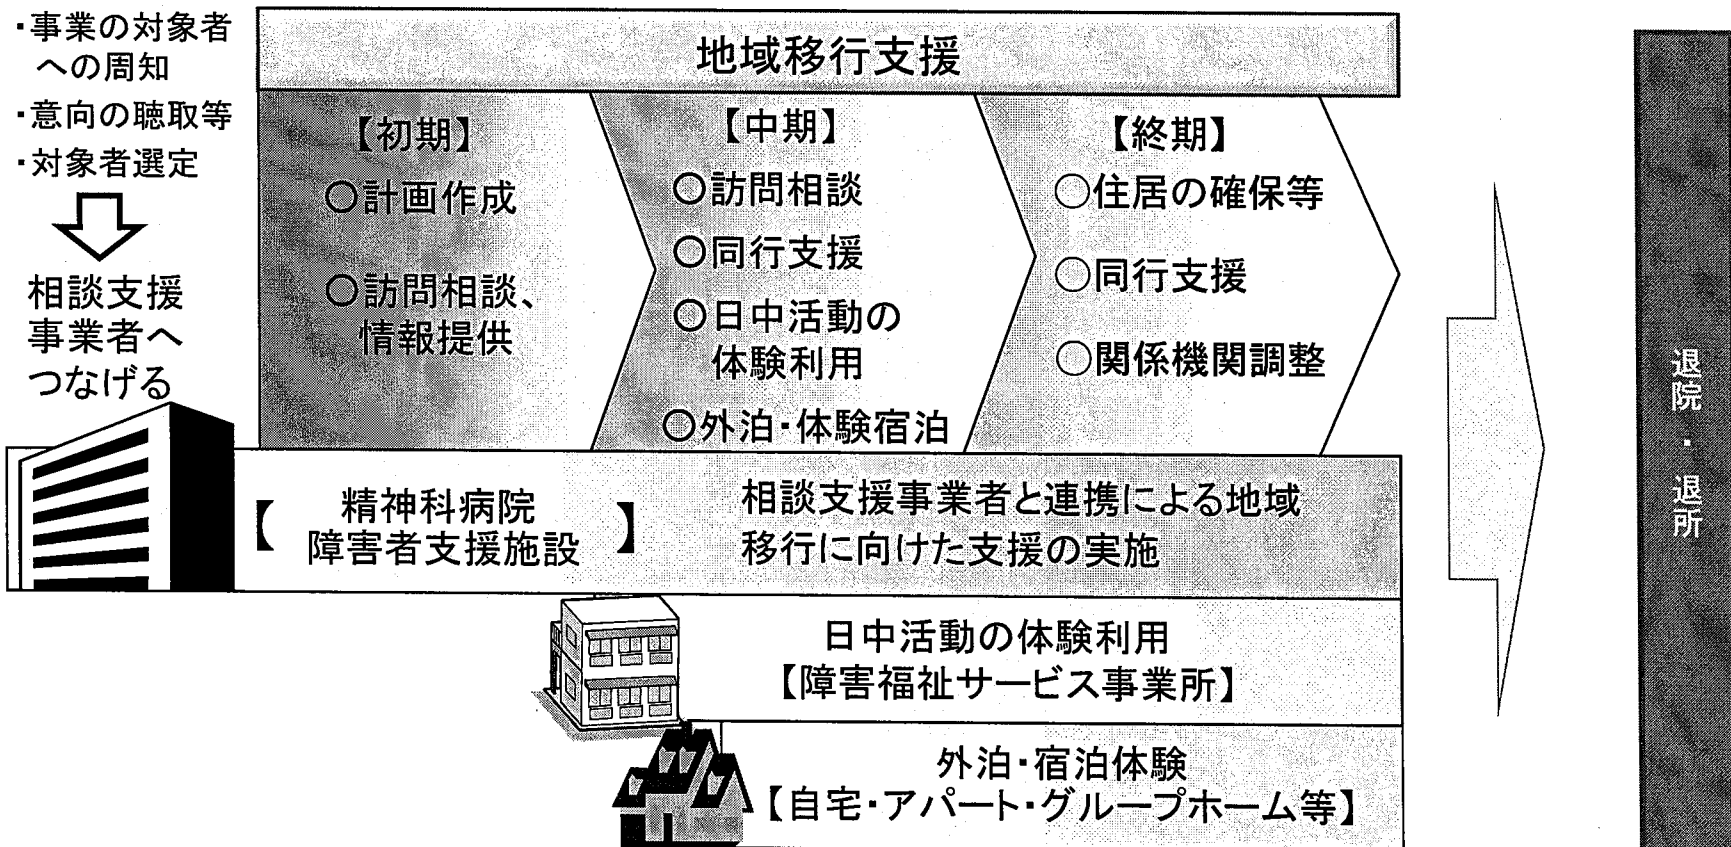 ・事業の対象者
への周知
・意向の聴取等
・対象者選定
相談支援
事業者へ
つなげる
地域移行支援
【初期】
○計画作成
○訪問相談、
情報提供
【中期】
○訪問相談
○同行支援
○日中活動の
体験利用
○外泊・体験宿泊
【終期】
○住居の確保等
○同行支援
○関係機関調整
【精神科病院
障害者支援施設】
相談支援事業者と連携による地域
移行に向けた支援の実施
日中活動の体験利用
【障害福祉サービス事業所】
外泊・宿泊体験
【自宅・アパート・グループホーム等】
退院・退所